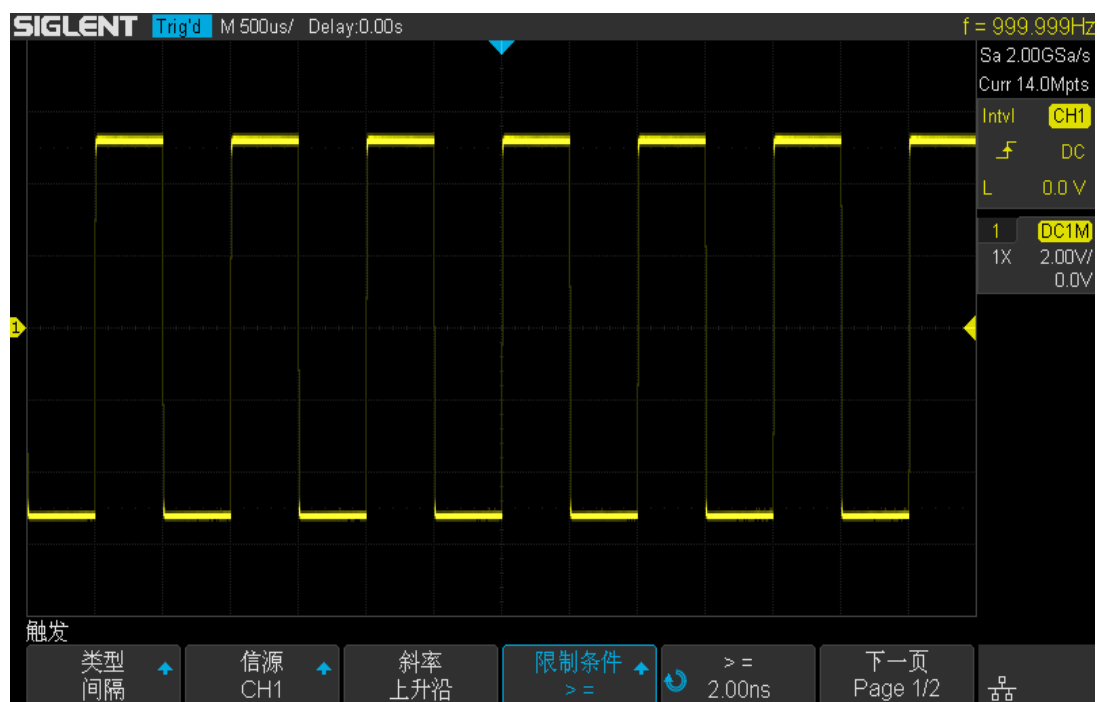 SIGLENT Trig'd M 500us/ Delay:0.00s f = 999.999Hz
Sa 2.00GSa/s
Curr 14.0Mpts
Intvl CH1
DC
L 0.0 V
1 DC1M
1X 2.00V/
0.0V
1
触发
类型 信源 斜率 限制条件 >= 下一页
间隔 CH1 上升沿 >= 2.00ns Page 1/2